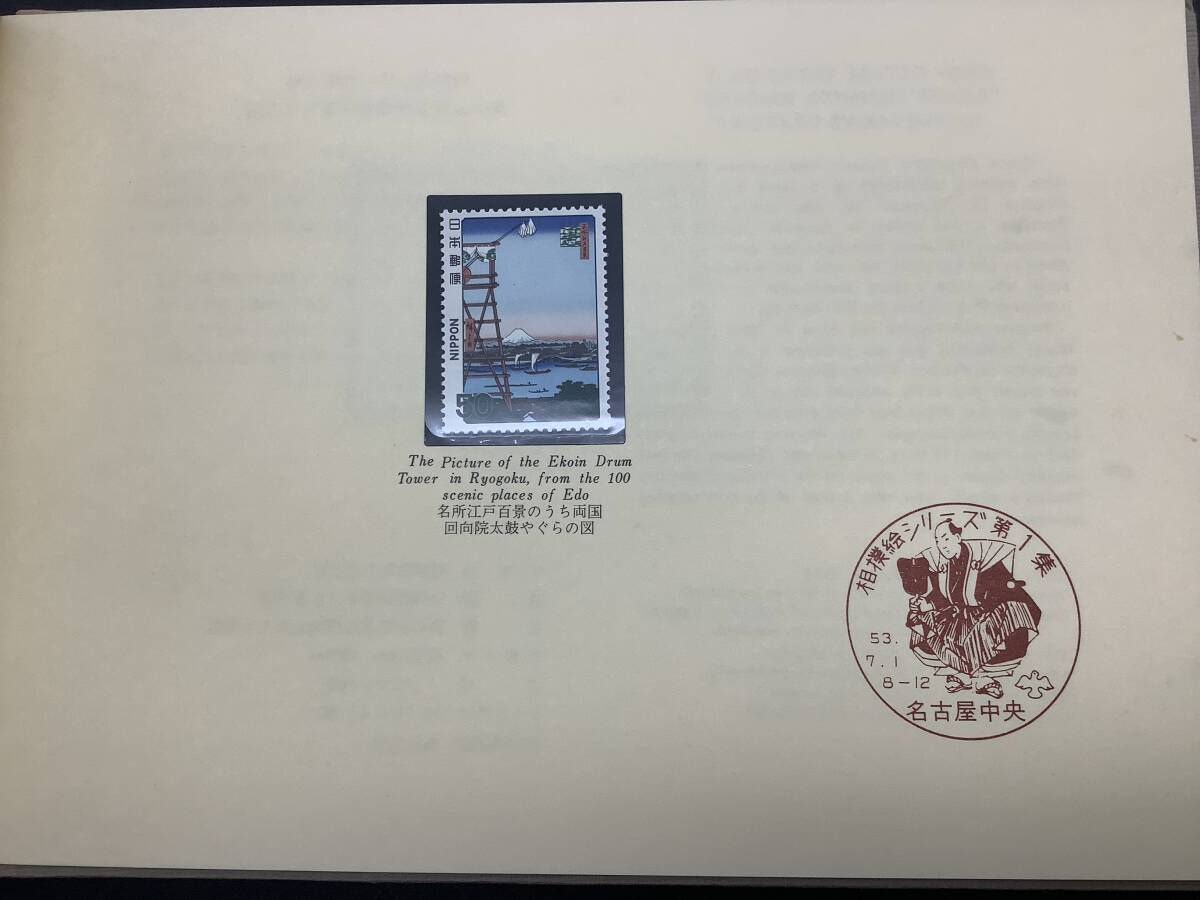 日本郵便
NIPPON
50
The Picture of the Ekoin Drum
Tower in Ryogoku, from the 100
scenic places of Edo
名所江戸百景のうち両国
回向院太鼓やぐらの図
相撲絵シリーズ第1集
53.
7.1
8-12
名古屋中央